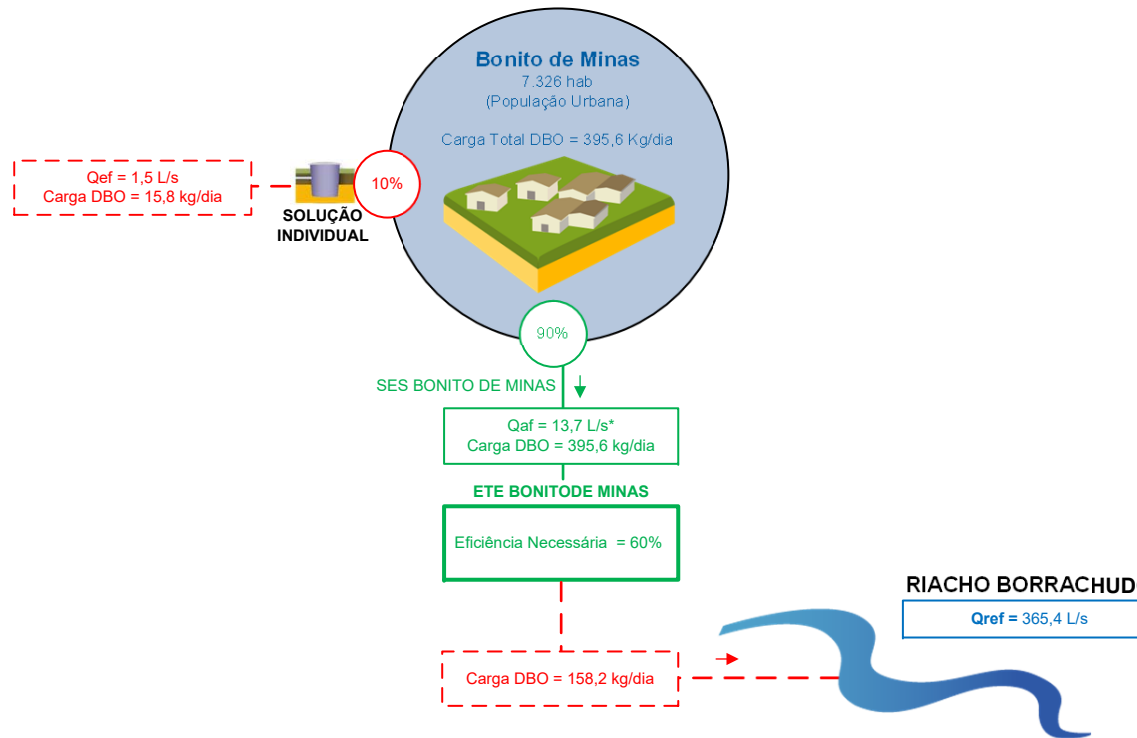 Bonito de Minas
7.326 hab
(População Urbana)
Carga Total DBO = 395,6 Kg/dia
Qef = 1,5 L/s
Carga DBO = 15,8 kg/dia
10%
SOLUÇÃO
INDIVIDUAL
90%
SES BONITO DE MINAS
Qaf = 13,7 L/s*
Carga DBO = 395,6 kg/dia
ETE BONITODE MINAS
Eficiência Necessária = 60%
RIACHO BORRACHUD
Qref = 365,4 L/s
Carga DBO = 158,2 kg/dia